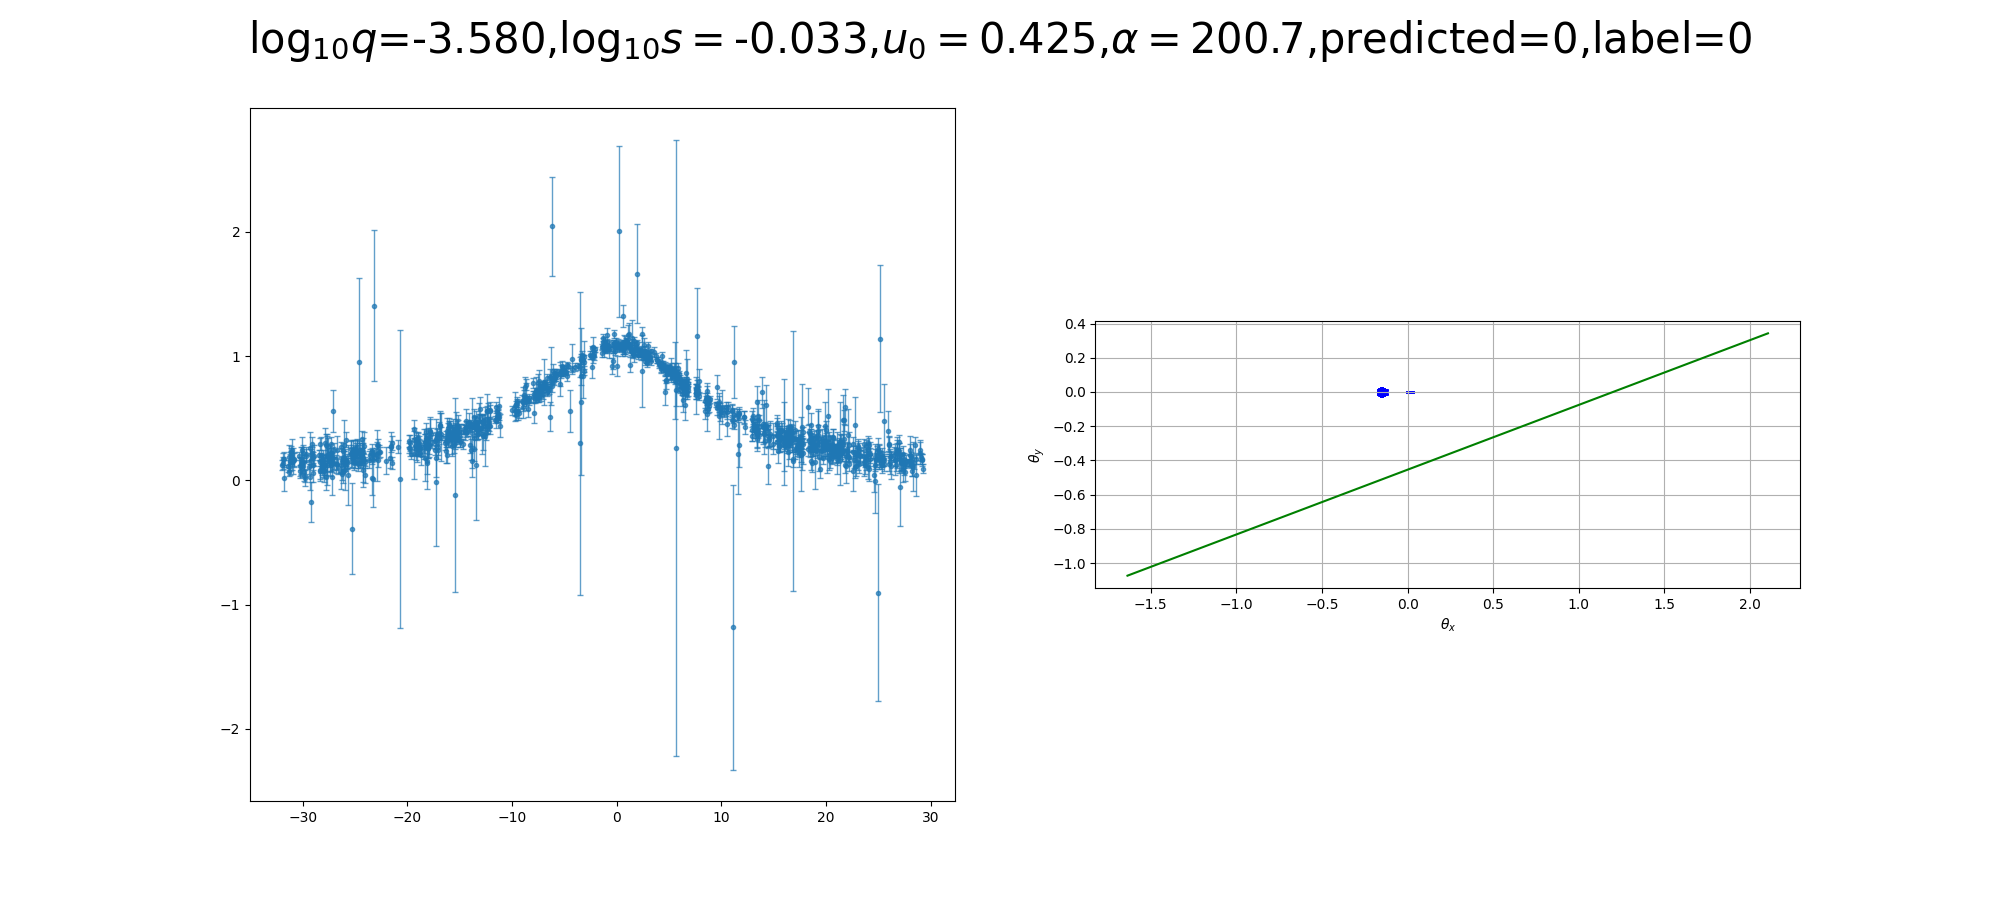 log₁₀q=-3.580,log₁₀s = -0.033,u₀ = 0.425,α = 200.7,predicted=0,label=0
2
1
0
−1
−2
−30 −20 −10 0 10 20 30
0.4
0.2
0.0
−0.2
−0.4
−0.6
−0.8
−1.0
θy
−1.5 −1.0 −0.5 0.0 0.5 1.0 1.5 2.0
θx